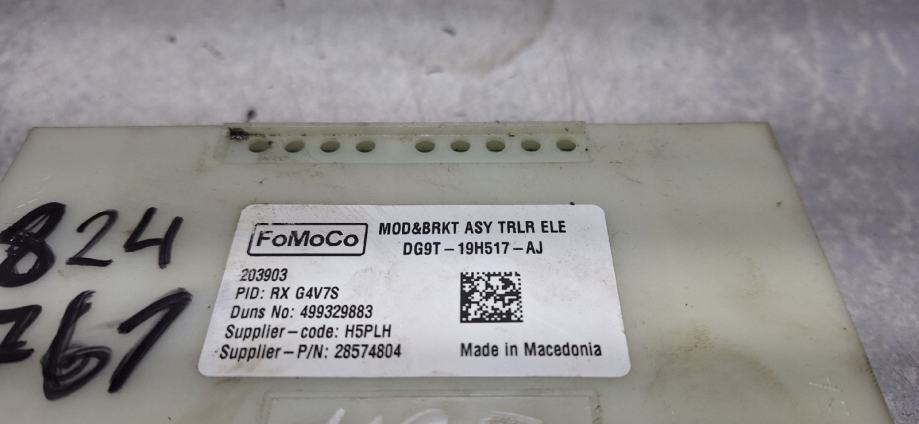 824
67
FoMoCo
MOD&BRKT ASY TRLR ELE
DG9T-19H517-AJ
203903
PID: RX G4V7S
Duns No: 499329883
Supplier-code: H5PLH
Supplier-P/N: 28574804
Made in Macedonia